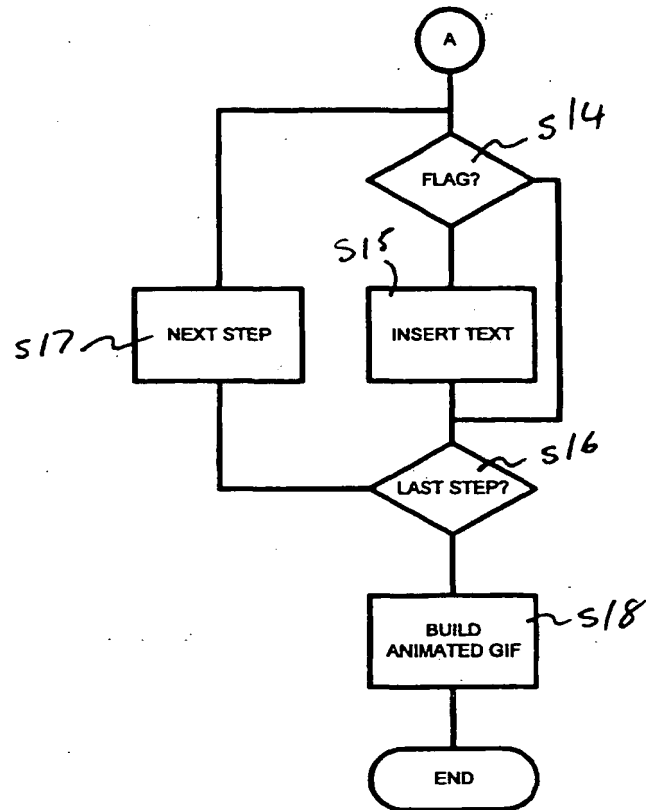 A
S14
FLAG?
S15
S17
NEXT STEP
INSERT TEXT
S16
LAST STEP?
S18
BUILD
ANIMATED GIF
END